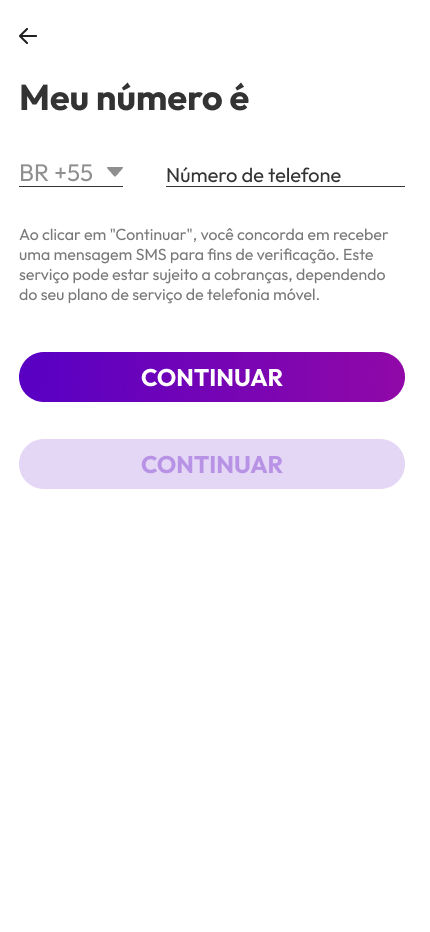 Meu número é
BR +55
Número de telefone
Ao clicar em "Continuar", você concorda em receber
uma mensagem SMS para fins de verificação. Este
serviço pode estar sujeito a cobranças, dependendo
do seu plano de serviço de telefonia móvel.
CONTINUAR
CONTINUAR